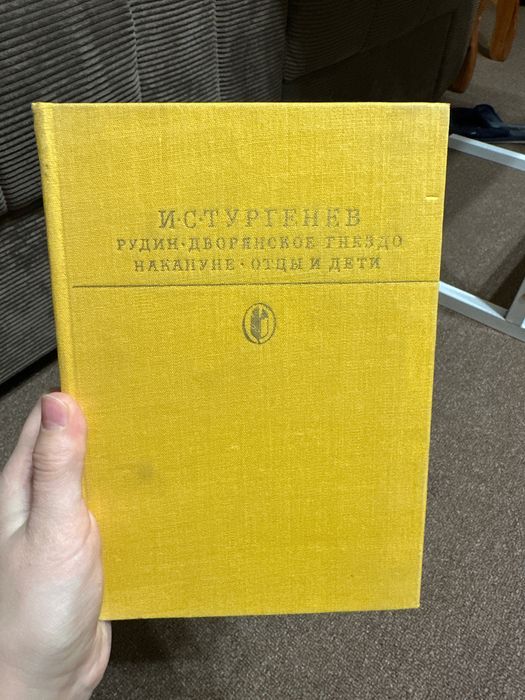 И·С·ТУРГЕНЕВ
РУДИН·ДВОРЯНСКОЕ ГНЕЗДО
НАКАНУНЕ·ОТЦЫ И ДЕТИ